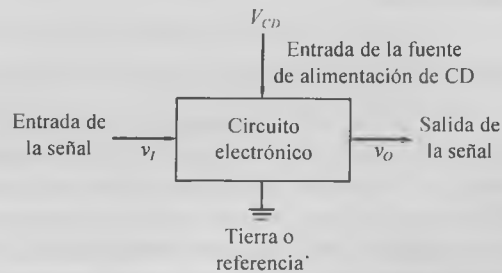 V_CD
Entrada de la fuente
de alimentación de CD
Entrada de
la señal
v_I
Circuito
electrónico
v_O
Salida de
la señal
Tierra o
referencia